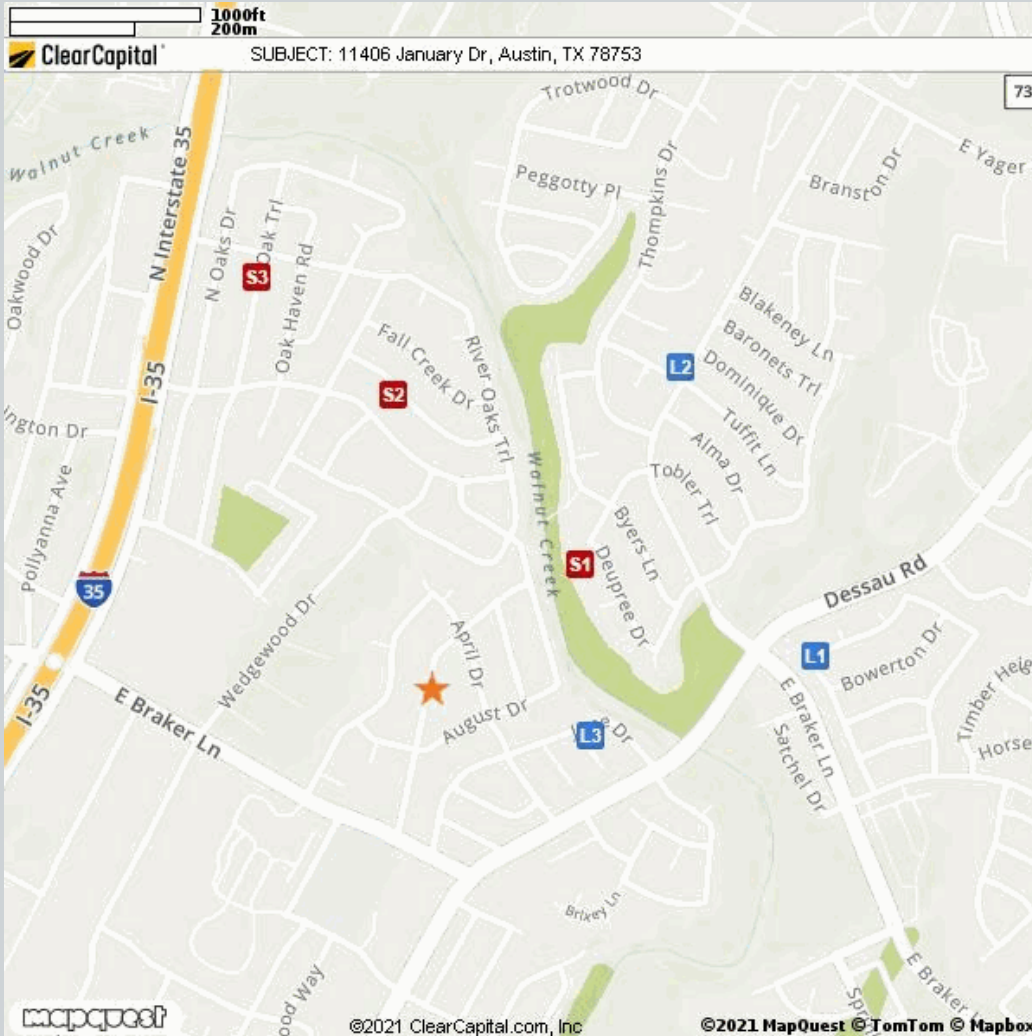 1000ft
200m
ClearCapital
SUBJECT: 11406 January Dr, Austin, TX 78753
Trotwood Dr
73
Walnut Creek
N Interstate 35
E Yager
Peggotty Pl
Thompkins Dr
Branston Dr
Oakwood Dr
N Oaks Dr
Oak Trl
S3
Oak Haven Rd
Blakeney Ln
Baronets Trl
Dominique Dr
Fall Creek Dr
River Oaks Trl
L2
I-35
S2
Tuffit Ln
ington Dr
Alma Dr
Tobler Trl
Walnut Creek
Pollyanna Ave
Byers Ln
S1
Deupree Dr
Dessau Rd
35
Wedgewood Dr
April Dr
L1
Bowerton Dr
I-35
E Braker Ln
August Dr
E Braker Ln
Timber Heig
L3
Dr
Satchel Dr
Horse
Brixey Ln
ood Way
E Braker L
Spri
mapquest
©2021 ClearCapital.com, Inc
©2021 MapQuest © TomTom © Mapbox